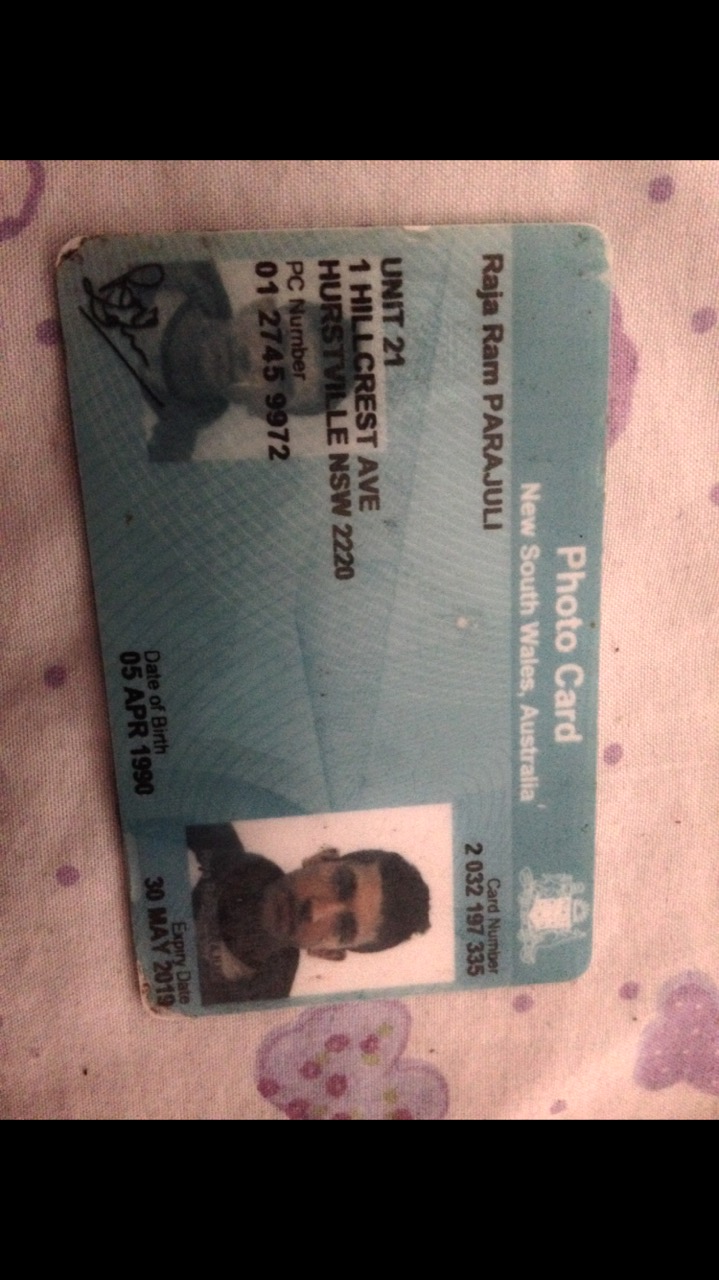 Photo Card
New South Wales, Australia
Raja Ram PARAJULI
Card Number
2 032 197 335
UNIT 21
1 HILLCREST AVE
HURSTVILLE NSW 2220
PC Number
01 2745 9972
Date of Birth
05 APR 1990
Expiry Date
30 MAY 2019